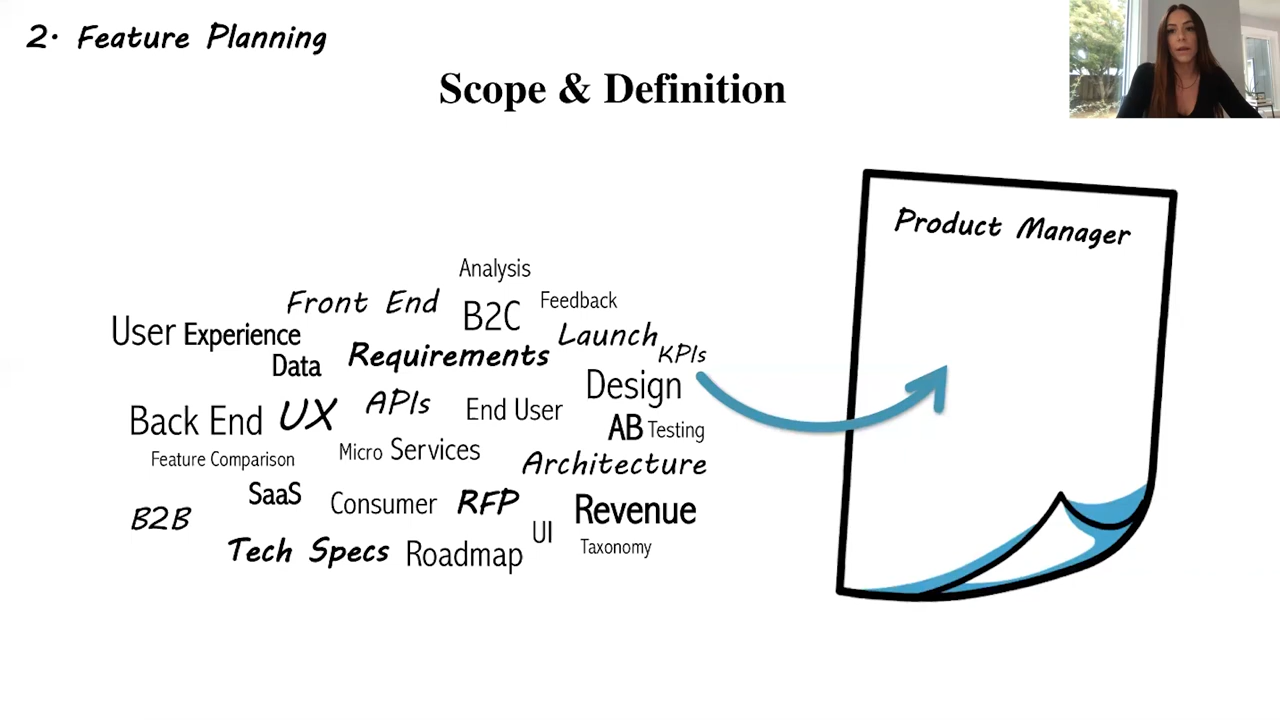 2. Feature Planning
Scope & Definition
Product Manager
Analysis
Front End
B2C
Feedback
User Experience
Launch
Data
Requirements
KPIs
Design
Back End
UX
APIs
End User
AB Testing
Feature Comparison
Micro Services
Architecture
SaaS
Consumer
RFP
Revenue
B2B
UI
Tech Specs
Roadmap
Taxonomy